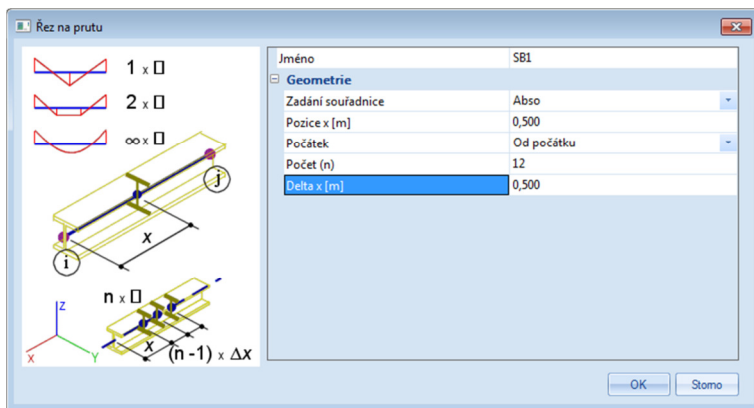 Řez na prutu
1 x
2 x
∞ x
j
x
i
n x
Z
X
Y
x
(n -1) x Δx
Jméno SB1
Geometrie
Zadání souřadnice Abso
Pozice x [m] 0,500
Počátek Od počátku
Počet (n) 12
Delta x [m] 0,500
OK Storno